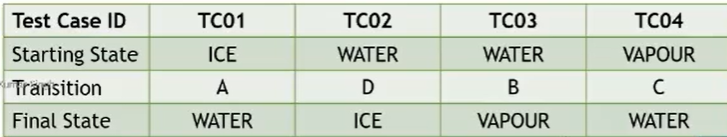 Test Case ID TC01 TC02 TC03 TC04
Starting State ICE WATER WATER VAPOUR
Transition A D B C
Final State WATER ICE VAPOUR WATER